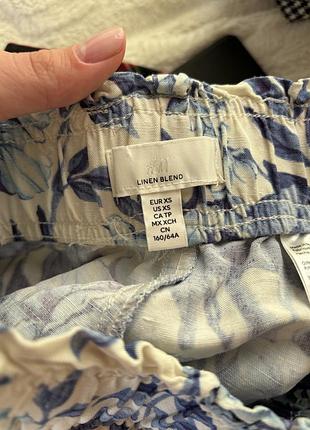 H&M
LINEN BLEND
EUR XS
US XS
CA TP
MX XCH
CN
160/64A